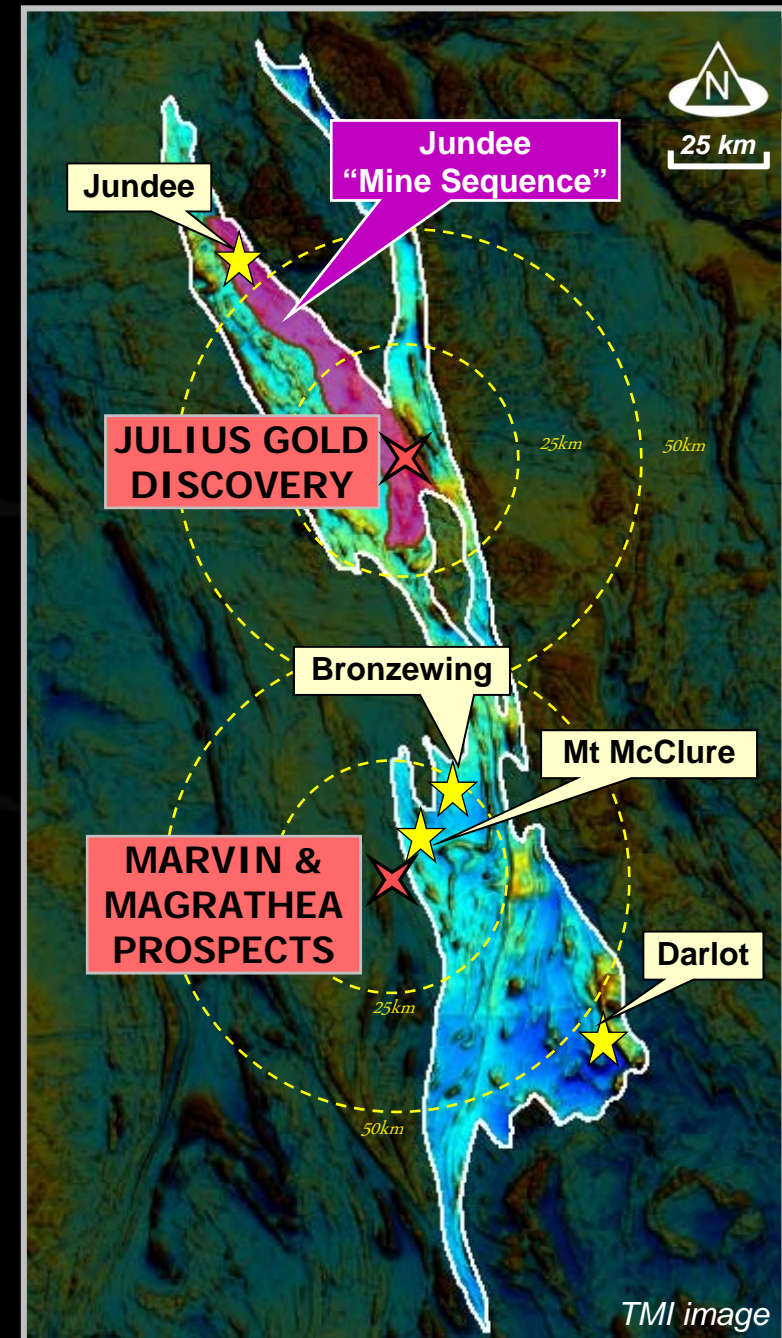 N
25 km
Jundee
“Mine Sequence”
Jundee
JULIUS GOLD
DISCOVERY
25km
50km
Bronzewing
Mt McClure
MARVIN &
MAGRATHEA
PROSPECTS
Darlot
25km
50km
TMI image